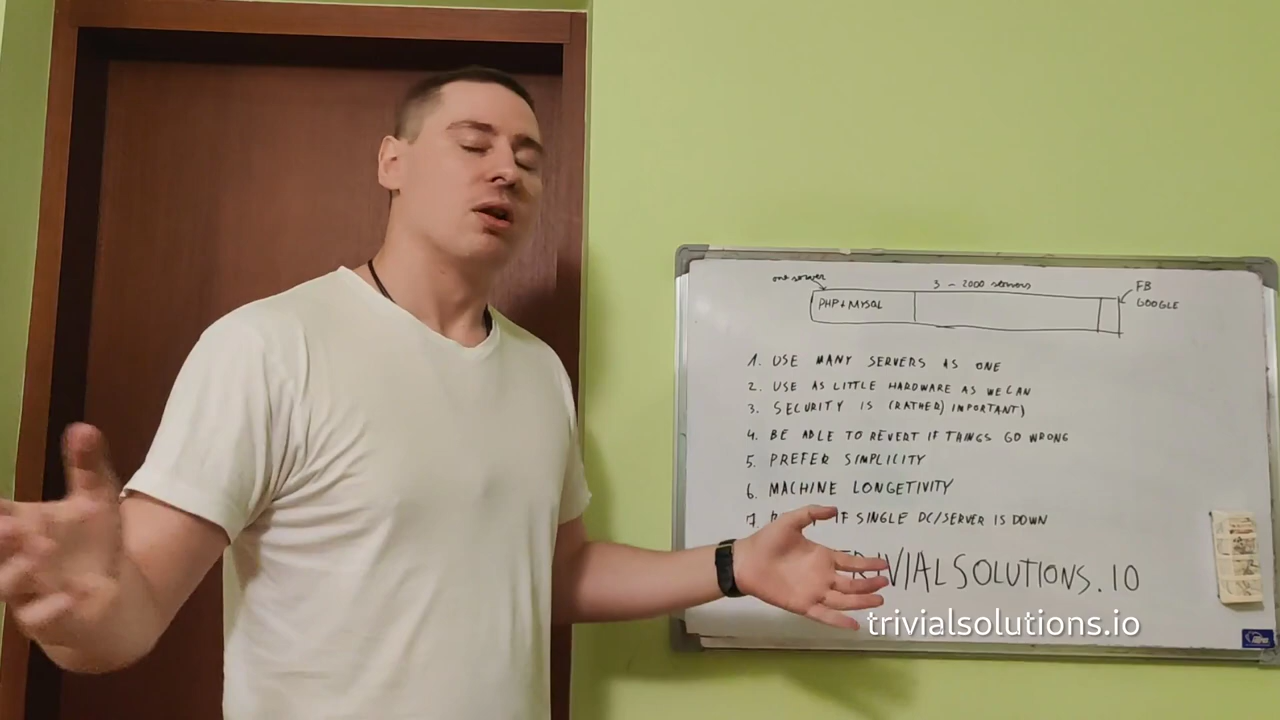 one server
3 - 2000 servers
FB
GOOGLE
PHP+MYSQL
1. USE MANY SERVERS AS ONE
2. USE AS LITTLE HARDWARE AS WE CAN
3. SECURITY IS (RATHER) IMPORTANT)
4. BE ABLE TO REVERT IF THINGS GO WRONG
5. PREFER SIMPLICITY
6. MACHINE LONGETIVITY
7. IF SINGLE DC/SERVER IS DOWN
TRIVIALSOLUTIONS.IO
trivialsolutions.io